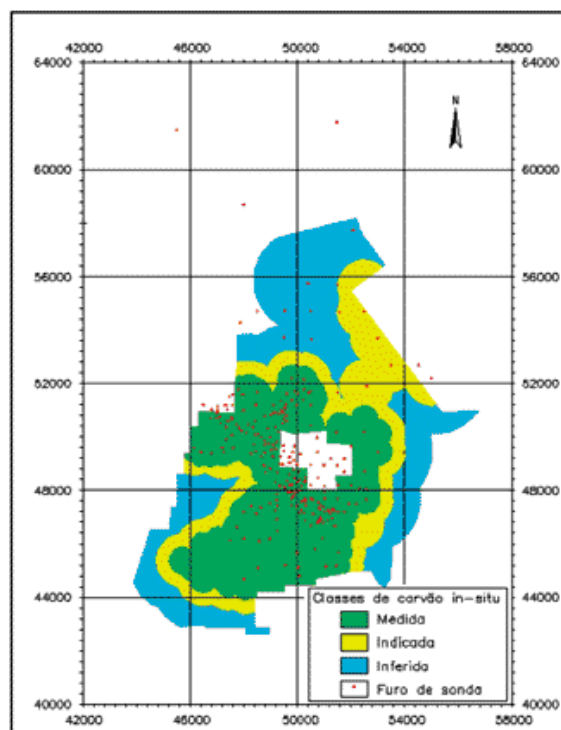 42000 46000 50000 54000 58000
64000 64000
N
60000 60000
56000 56000
52000 52000
48000 48000
Classes de carvão in-situ
44000 44000
Medida
Indicada
Inferida
Furo de sonda
40000 40000
42000 46000 50000 54000 58000